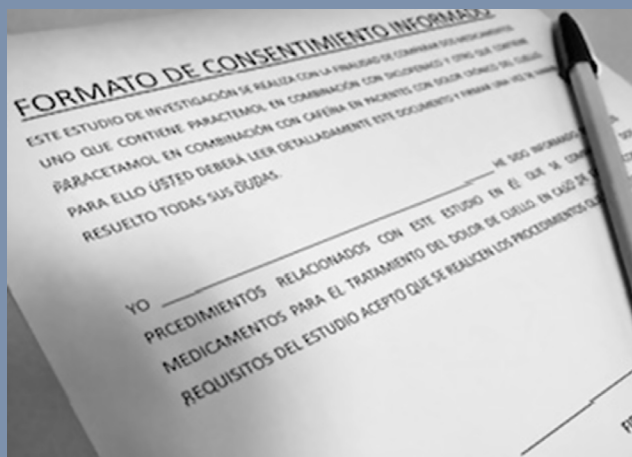 FORMATO DE CONSENTIMIENTO INFORMADO
ESTE ESTUDIO DE INVESTIGACIÓN SE REALIZA CON LA FINALIDAD DE COMPARAR DOS MEDICAMENTOS
UNO QUE CONTIENE PARACTEMOL EN COMBINACIÓN CON DICLOFENACO Y OTRO QUE CONTIENE
PARACETAMOL EN COMBINACIÓN CON CAFEÍNA EN PACIENTES CON DOLOR CRÓNICO DEL CUELLO.
PARA ELLO USTED DEBERÁ LEER DETALLADAMENTE ESTE DOCUMENTO Y FIRMAR UNA VEZ SE
RESUELTO TODAS SUS DUDAS.
YO HE SIDO INFORMADO
PRCEDIMIENTOS RELACIONADOS CON ESTE ESTUDIO EN ÉL QUE SE
MEDICAMENTOS PARA EL TRATAMIENTO DEL DOLOR DE CUELLO. EN CASO DE
REQUISITOS DEL ESTUDIO ACEPTO QUE SE REALICEN LOS PROCEDIMIENTOS